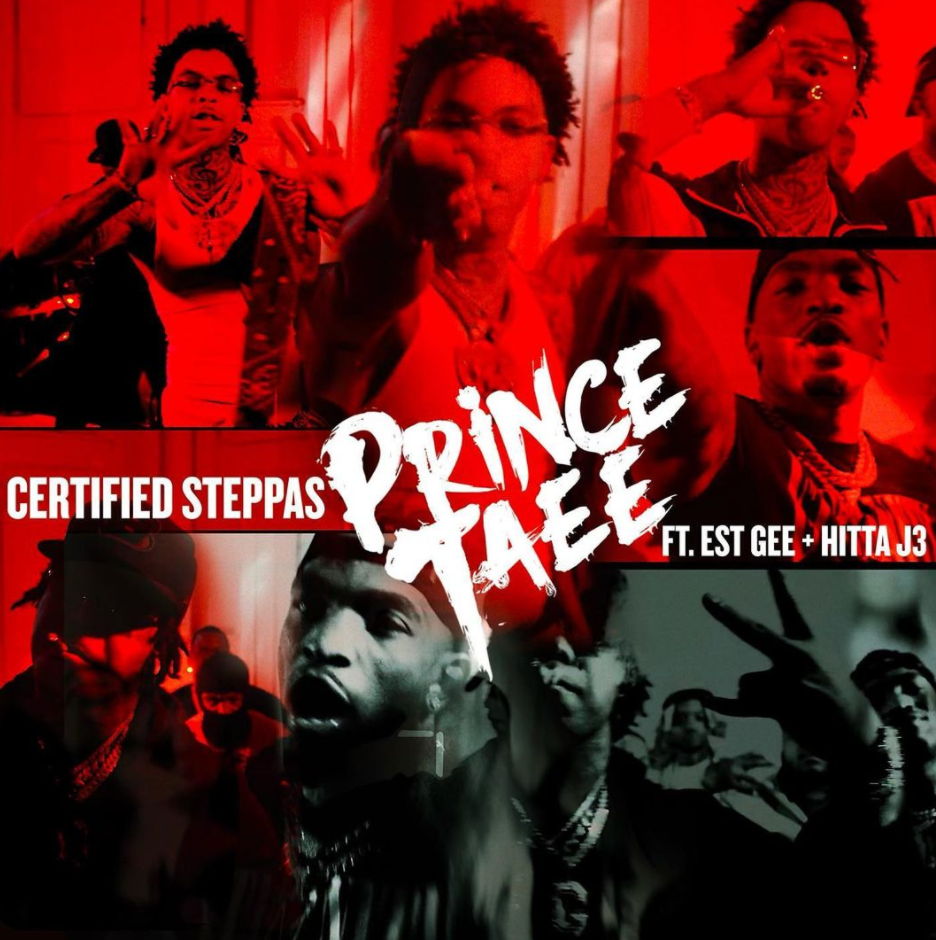 CERTIFIED STEPPAS
PRINCE
TAEE
FT. EST GEE + HITTA J3